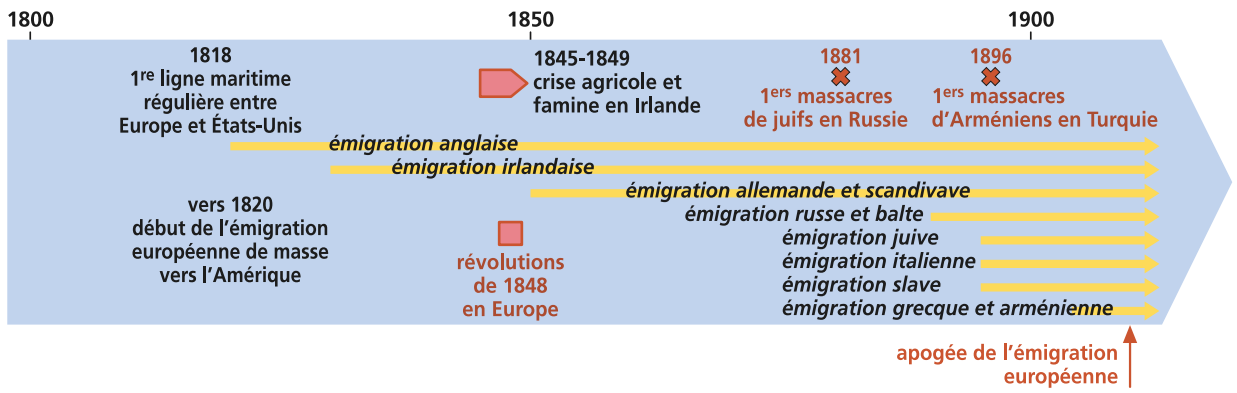 1800
1850
1900
1818
1re ligne maritime
régulière entre
Europe et États-Unis
1845-1849
crise agricole et
famine en Irlande
1881
1ers massacres
de juifs en Russie
1896
1ers massacres
d'Arméniens en Turquie
émigration anglaise
émigration irlandaise
émigration allemande et scandivave
vers 1820
début de l'émigration
européenne de masse
vers l'Amérique
révolutions
de 1848
en Europe
émigration russe et balte
émigration juive
émigration italienne
émigration slave
émigration grecque et arménienne
apogée de l'émigration
européenne